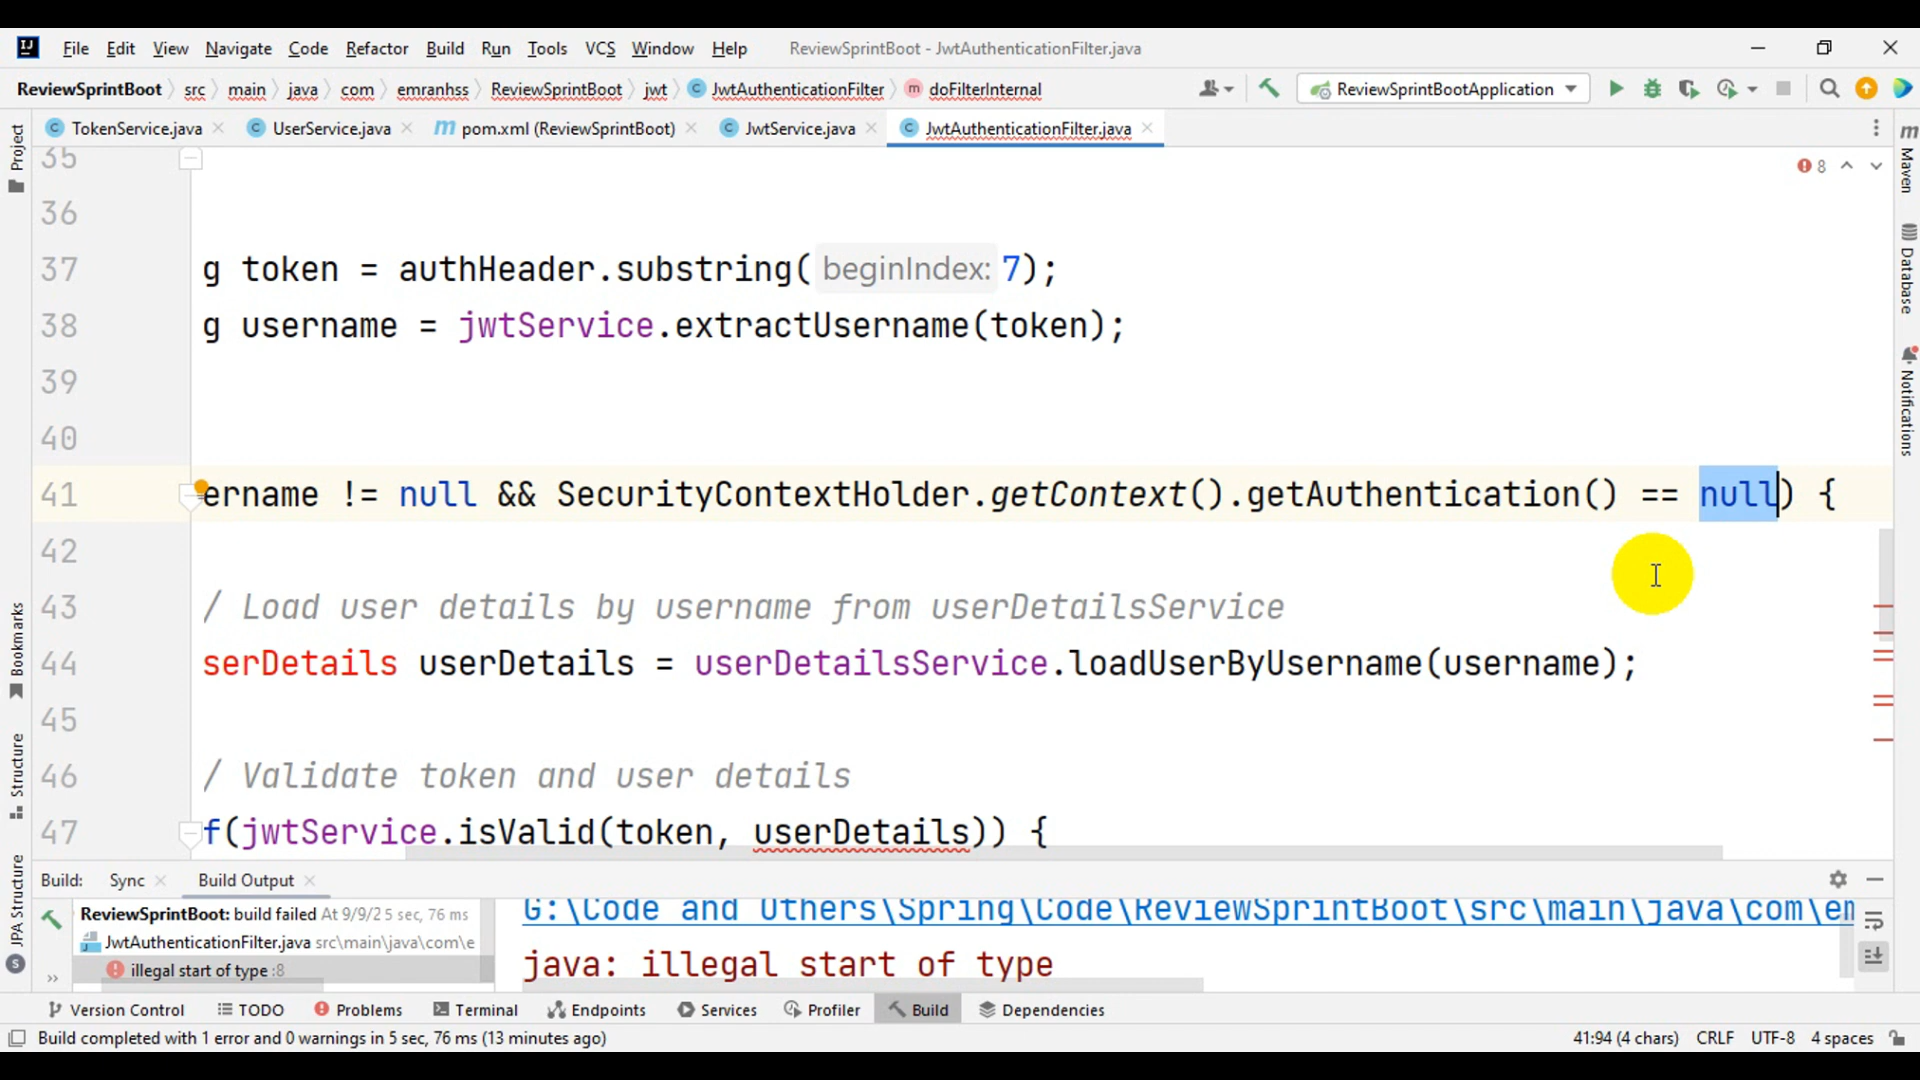 File Edit View Navigate Code Refactor Build Run Tools VCS Window Help ReviewSprintBoot - JwtAuthenticationFilter.java
ReviewSprintBoot src main java com emranhss ReviewSprintBoot jwt JwtAuthenticationFilter doFilterInternal ReviewSprintBootApplication
TokenService.java UserService.java pom.xml (ReviewSprintBoot) JwtService.java JwtAuthenticationFilter.java
Project
Bookmarks
Structure
JPA Structure
35
8
36
37 g token = authHeader.substring( beginIndex: 7);
38 g username = jwtService.extractUsername(token);
39
40
41 ername != null && SecurityContextHolder.getContext().getAuthentication() == null) {
42
43 / Load user details by username from userDetailsService
44 serDetails userDetails = userDetailsService.loadUserByUsername(username);
45
46 / Validate token and user details
47 f(jwtService.isValid(token, userDetails)) {
Maven
Database
Notifications
Build: Sync Build Output
ReviewSprintBoot: build failed At 9/9/2 5 sec, 76 ms
JwtAuthenticationFilter.java src\main\java\com\e
illegal start of type :8
G:\Code and Others\Spring\Code\ReviewSprintBoot\src\main\java\com\em
java: illegal start of type
Version Control TODO Problems Terminal Endpoints Services Profiler Build Dependencies
Build completed with 1 error and 0 warnings in 5 sec, 76 ms (13 minutes ago) 41:94 (4 chars) CRLF UTF-8 4 spaces